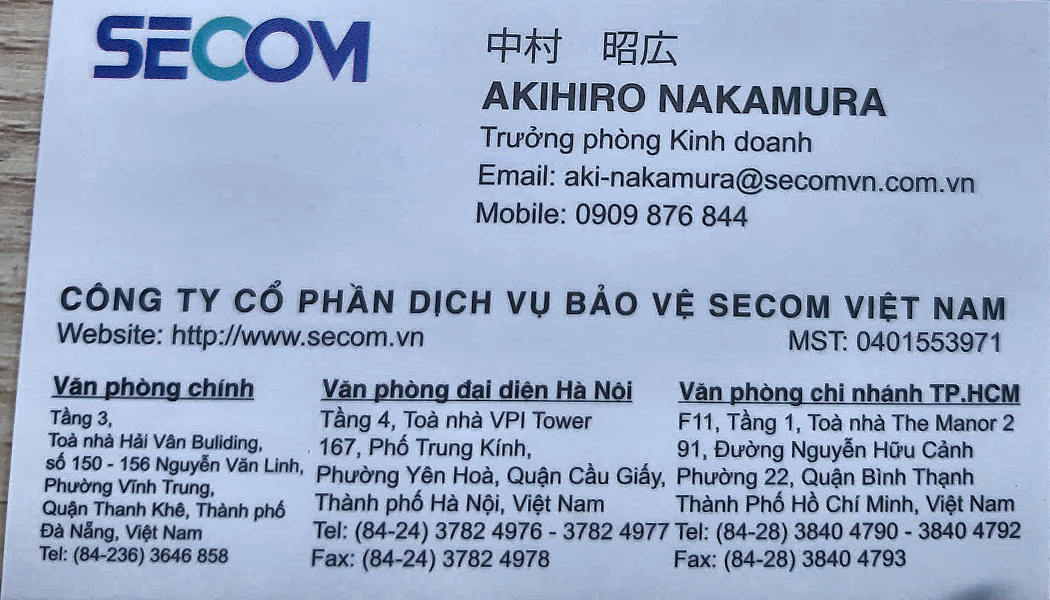 SECOM
中村 昭広
AKIHIRO NAKAMURA
Trưởng phòng Kinh doanh
Email: aki-nakamura@secomvn.com.vn
Mobile: 0909 876 844
CÔNG TY CỔ PHẦN DỊCH VỤ BẢO VỆ SECOM VIỆT NAM
Website: http://www.secom.vn
MST: 0401553971
Văn phòng chính
Tầng 3,
Toà nhà Hải Vân Buliding,
số 150 - 156 Nguyễn Văn Linh,
Phường Vĩnh Trung,
Quận Thanh Khê, Thành phố
Đà Nẵng, Việt Nam
Tel: (84-236) 3646 858
Văn phòng đại diện Hà Nội
Tầng 4, Toà nhà VPI Tower
167, Phố Trung Kính,
Phường Yên Hoà, Quận Cầu Giấy,
Thành phố Hà Nội, Việt Nam
Tel: (84-24) 3782 4976 - 3782 4977
Fax: (84-24) 3782 4978
Văn phòng chi nhánh TP.HCM
F11, Tầng 1, Toà nhà The Manor 2
91, Đường Nguyễn Hữu Cảnh
Phường 22, Quận Bình Thạnh
Thành Phố Hồ Chí Minh, Việt Nam
Tel: (84-28) 3840 4790 - 3840 4792
Fax: (84-28) 3840 4793